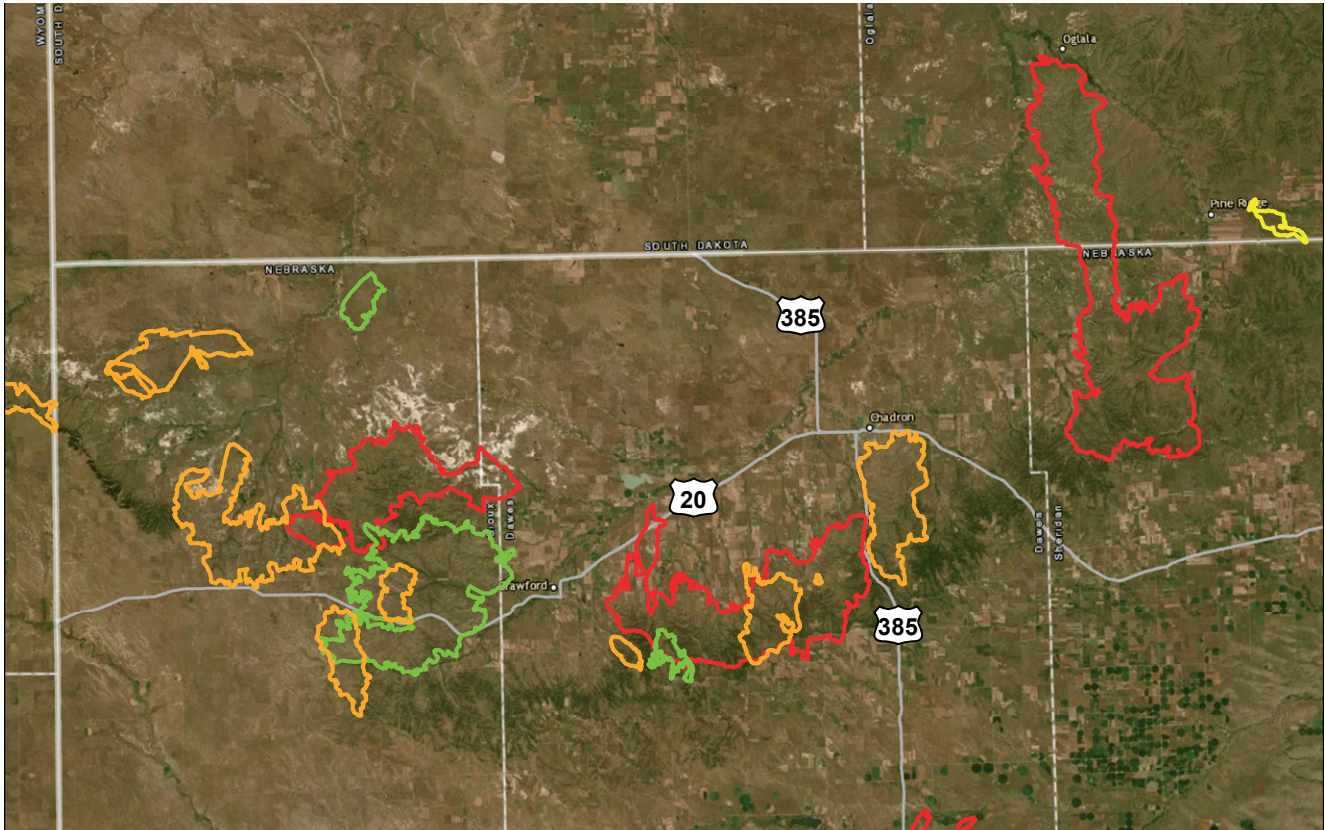 WYOM
SOUTH D
Oglala
Oglala
Pine Ridge
SOUTH DAKOTA
NEBRASKA
NEBRASKA
385
Chadron
20
Sioux
Dawes
Dawes
Sheridan
Crawford
385